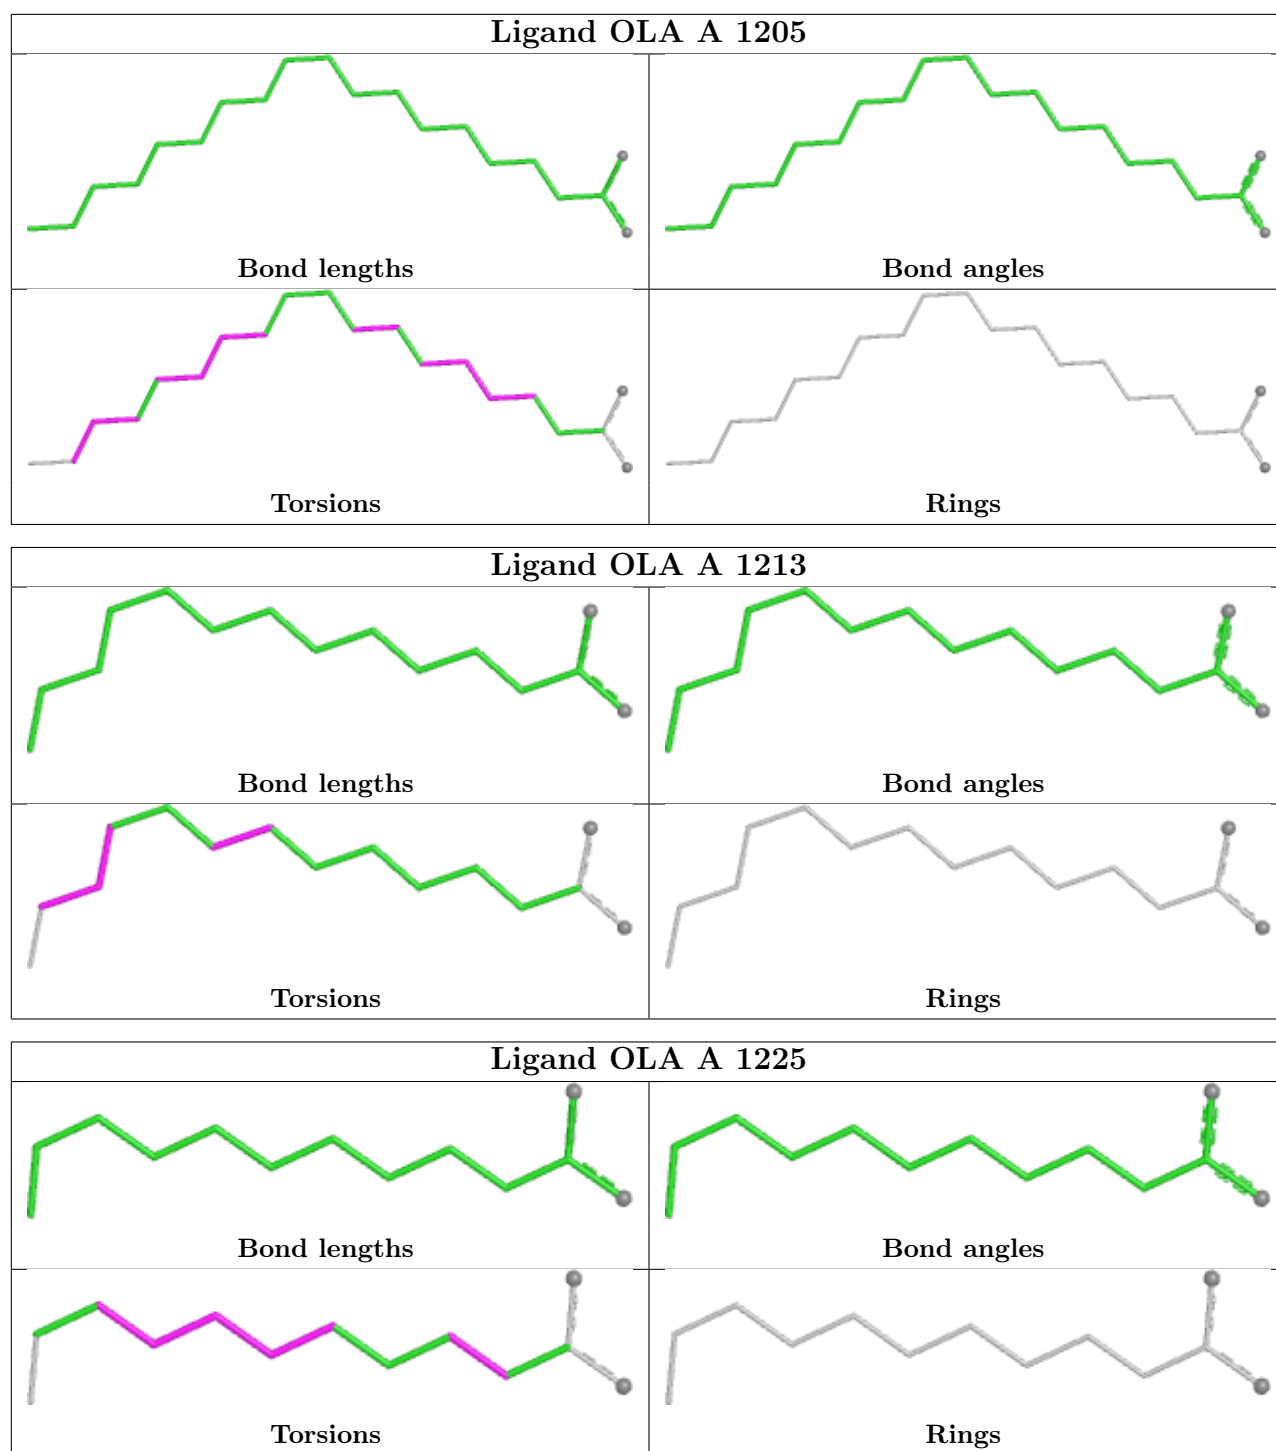 Ligand OLA A 1205
Bond lengths
Bond angles
Torsions
Rings
Ligand OLA A 1213
Bond lengths
Bond angles
Torsions
Rings
Ligand OLA A 1225
Bond lengths
Bond angles
Torsions
Rings